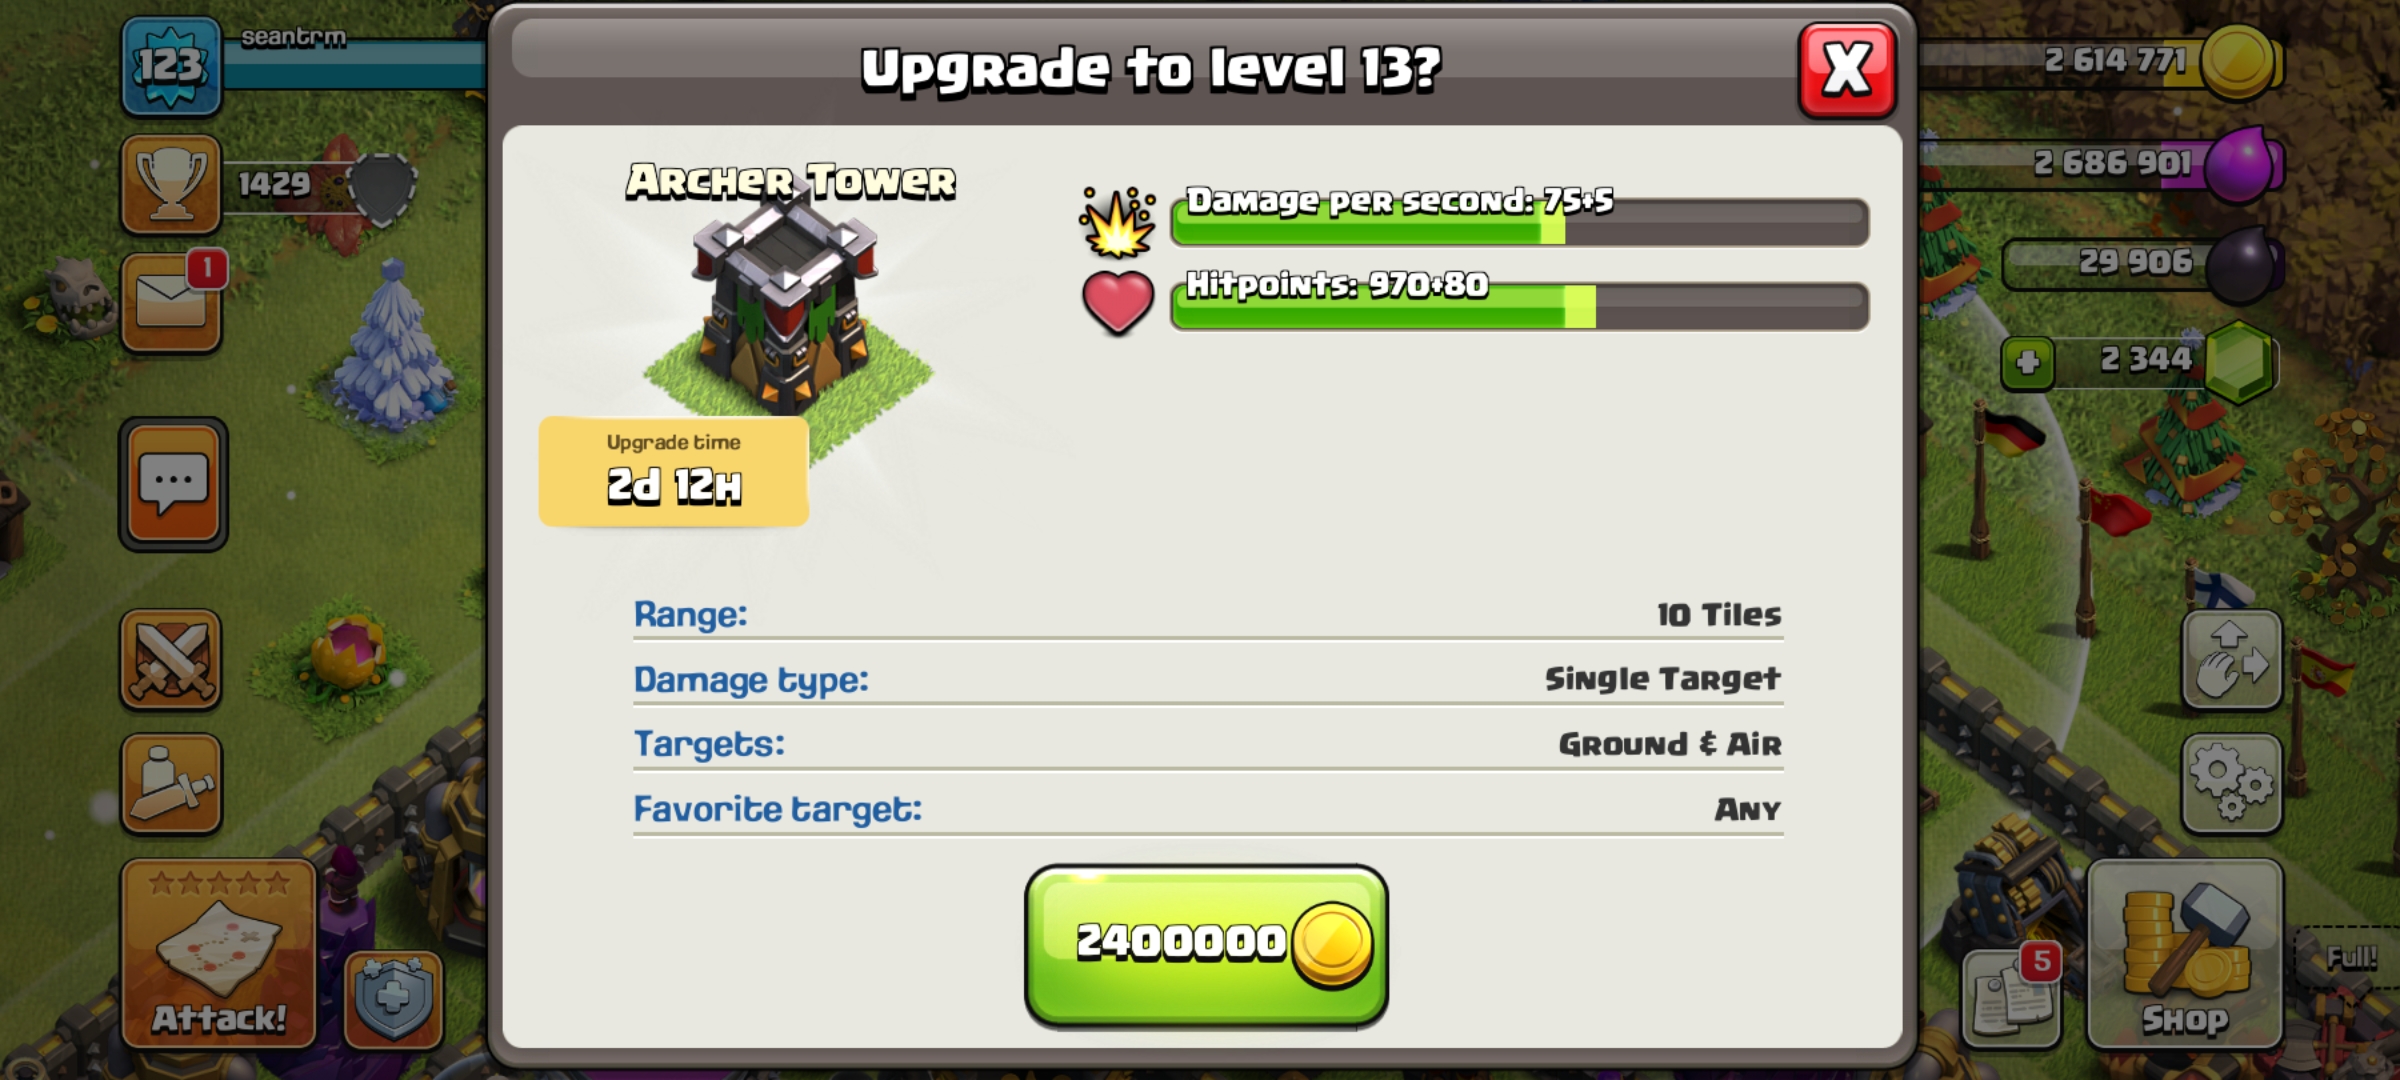 123
seantrm
1429
1
Attack!
Upgrade to level 13?
X
Archer Tower
Upgrade time
2d 12H
Damage per second: 75+5
Hitpoints: 970+80
Range: 10 Tiles
Damage type: Single Target
Targets: Ground & Air
Favorite target: Any
2400000
2 614 771
2 686 901
29 906
2 344
5
Shop
Full!